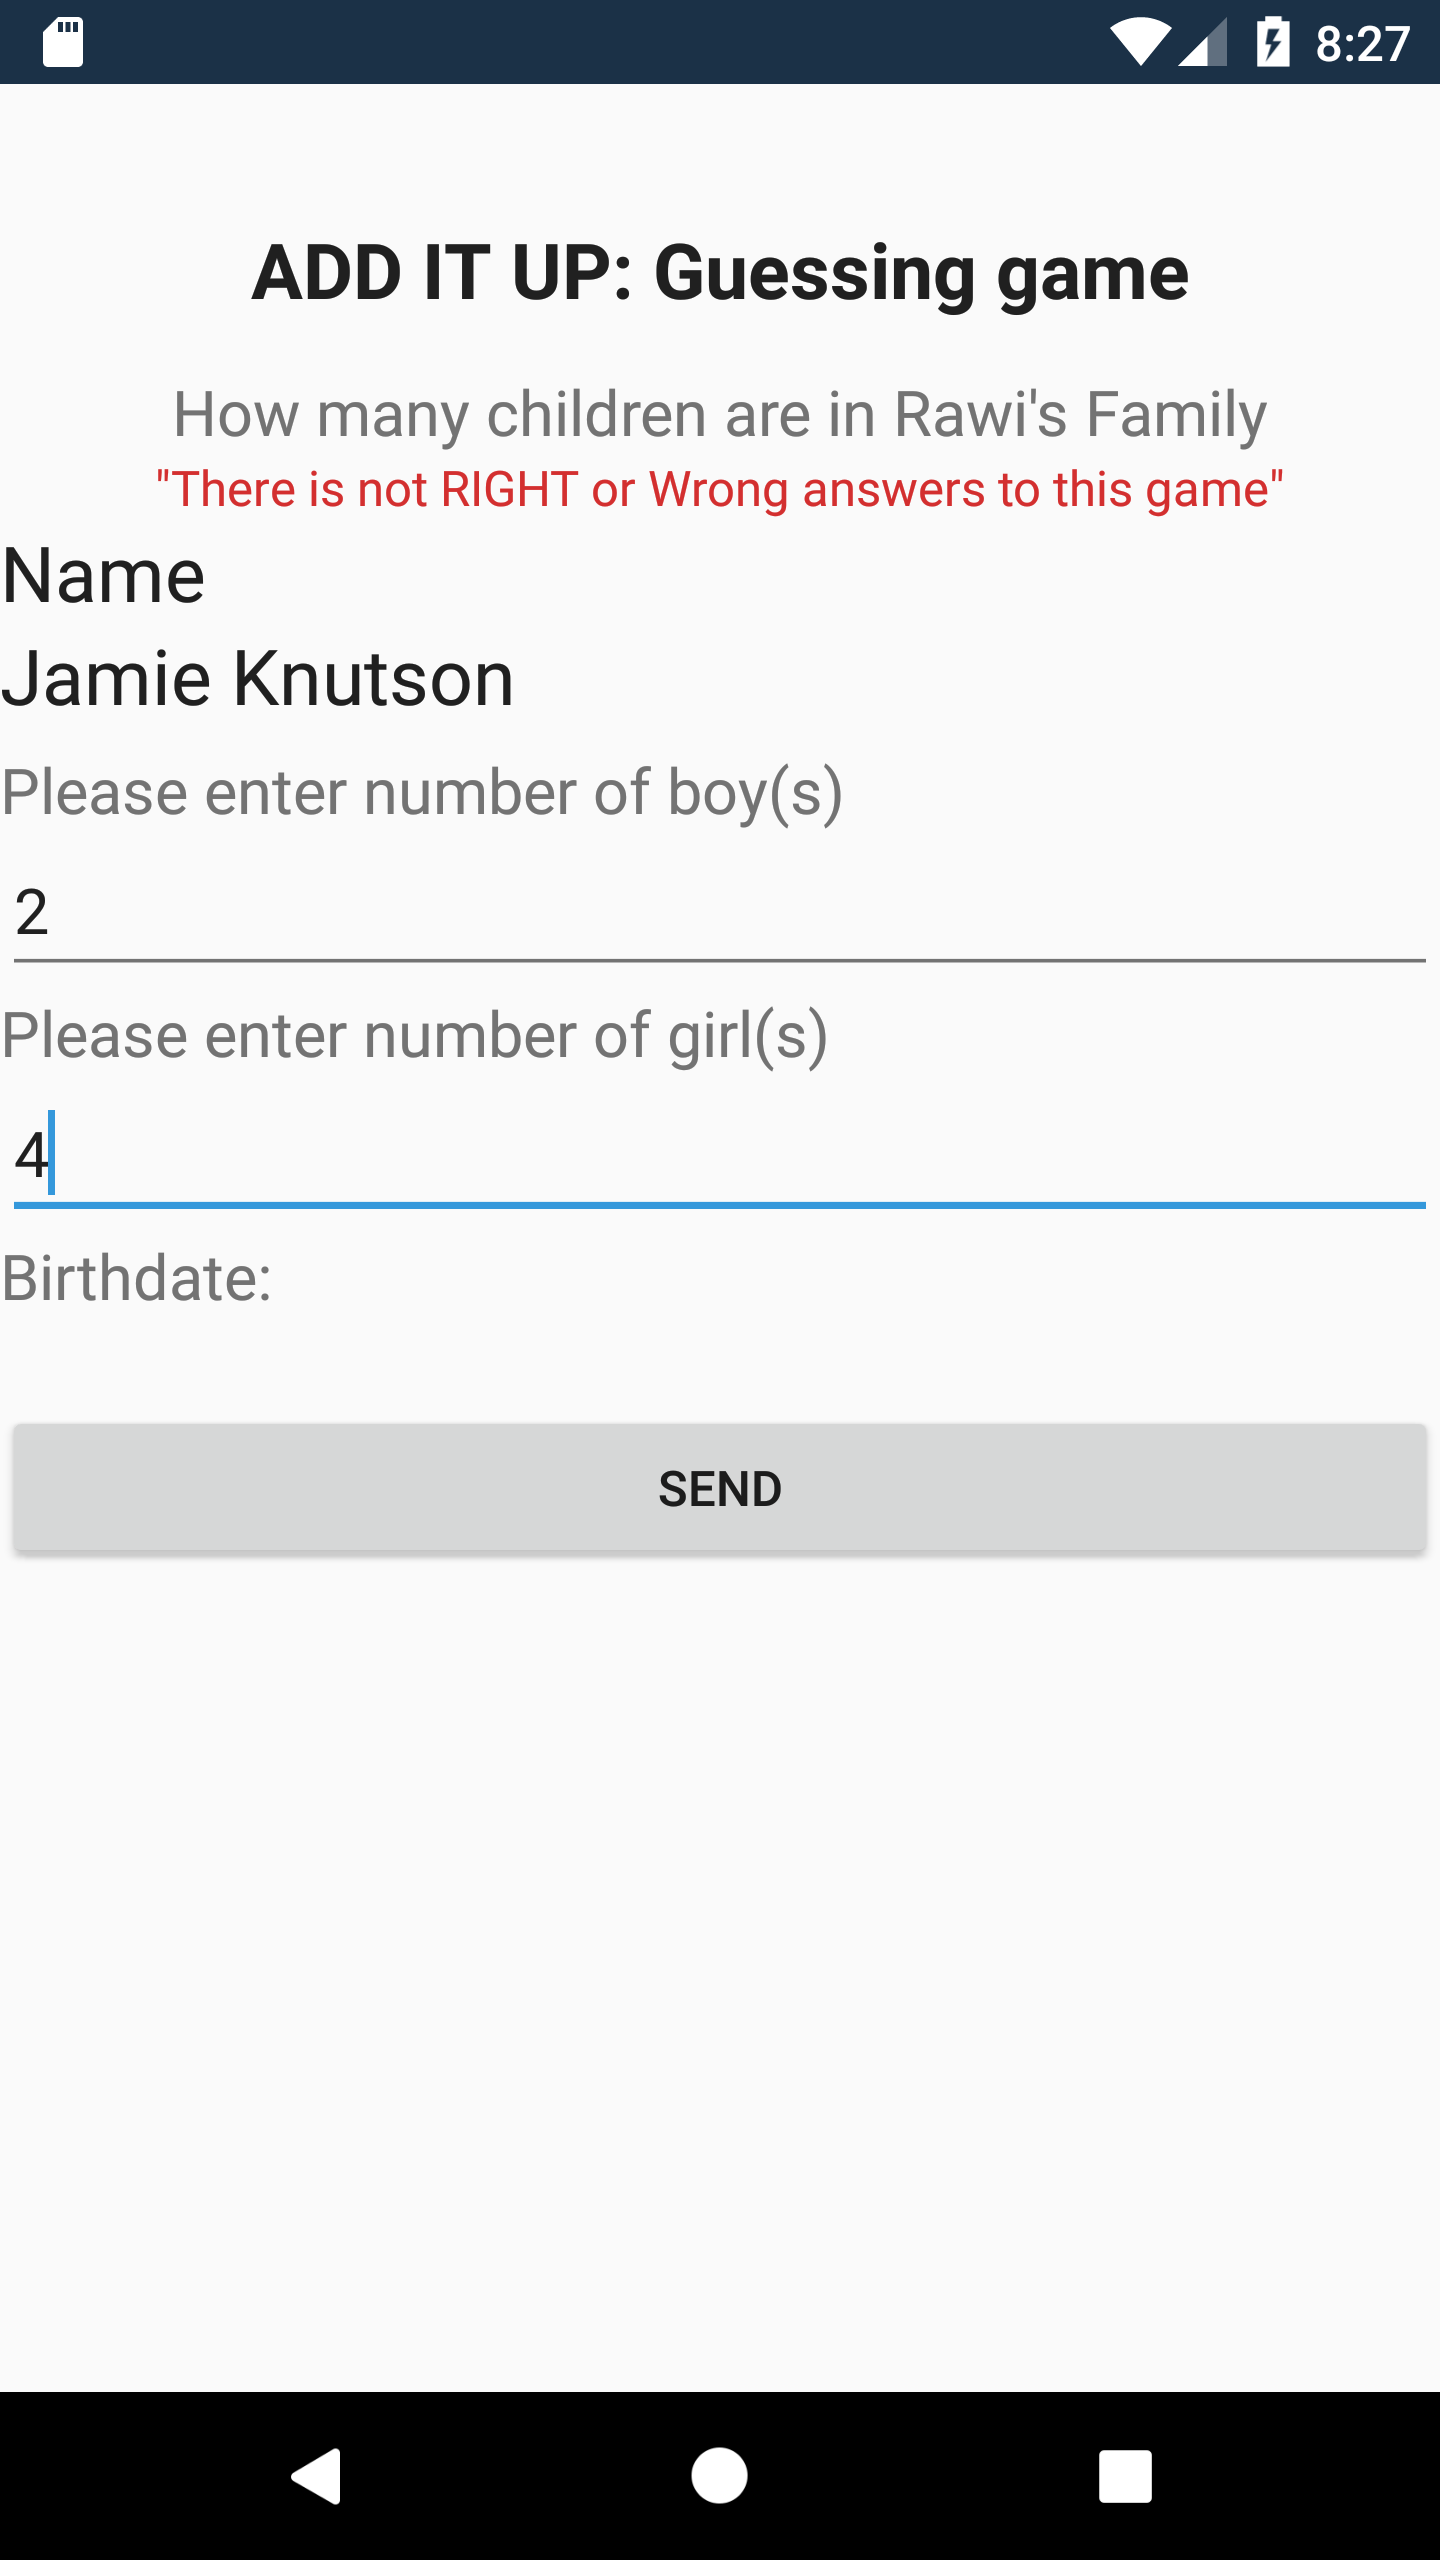 8:27
ADD IT UP: Guessing game
How many children are in Rawi's Family
"There is not RIGHT or Wrong answers to this game"
Name
Jamie Knutson
Please enter number of boy(s)
2
Please enter number of girl(s)
4
Birthdate:
SEND